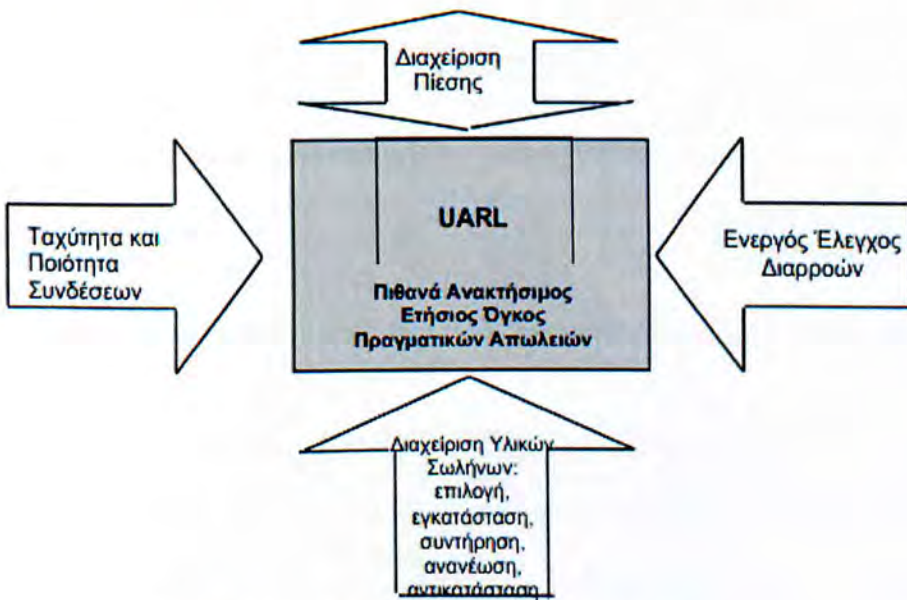 Διαχείριση
Πίεσης
Ταχύτητα και
Ποιότητα
Συνδέσεων
UARL
Πιθανά Ανακτήσιμος
Ετήσιος Όγκος
Πραγματικών Απωλειών
Ενεργός Έλεγχος
Διαρροών
Διαχείριση Υλικών
Σωλήνων:
επιλογή,
εγκατάσταση,
συντήρηση,
ανανέωση,
αντικατάσταση